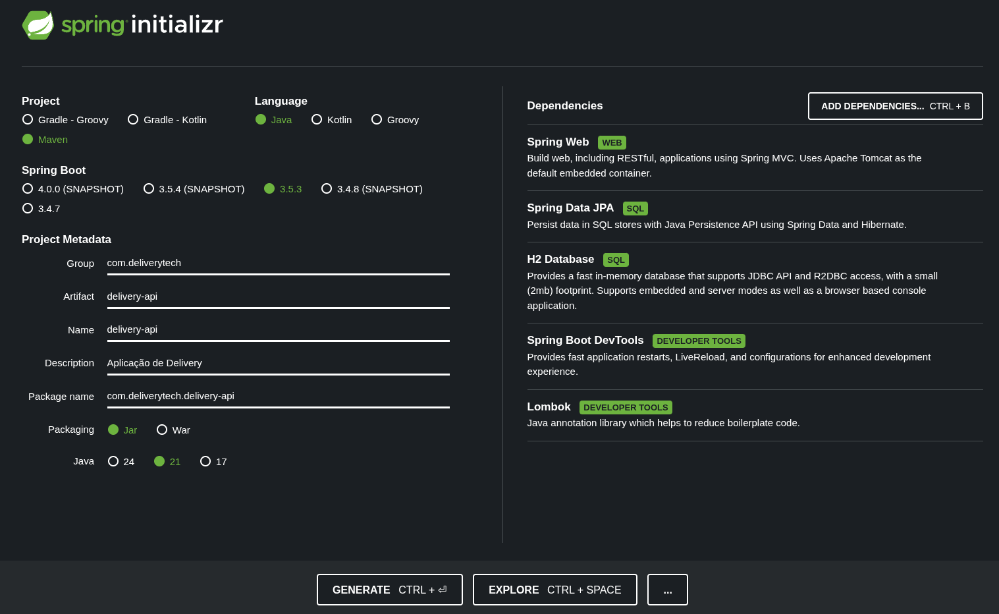 spring initializr
Project
Gradle - Groovy Gradle - Kotlin
Maven
Language
Java Kotlin Groovy
Spring Boot
4.0.0 (SNAPSHOT) 3.5.4 (SNAPSHOT) 3.5.3 3.4.8 (SNAPSHOT)
3.4.7
Project Metadata
Group com.deliverytech
Artifact delivery-api
Name delivery-api
Description Aplicação de Delivery
Package name com.deliverytech.delivery-api
Packaging Jar War
Java 24 21 17
Dependencies ADD DEPENDENCIES... CTRL + B
Spring Web WEB
Build web, including RESTful, applications using Spring MVC. Uses Apache Tomcat as the
default embedded container.
Spring Data JPA SQL
Persist data in SQL stores with Java Persistence API using Spring Data and Hibernate.
H2 Database SQL
Provides a fast in-memory database that supports JDBC API and R2DBC access, with a small
(2mb) footprint. Supports embedded and server modes as well as a browser based console
application.
Spring Boot DevTools DEVELOPER TOOLS
Provides fast application restarts, LiveReload, and configurations for enhanced development
experience.
Lombok DEVELOPER TOOLS
Java annotation library which helps to reduce boilerplate code.
GENERATE CTRL + ⏎ EXPLORE CTRL + SPACE ...